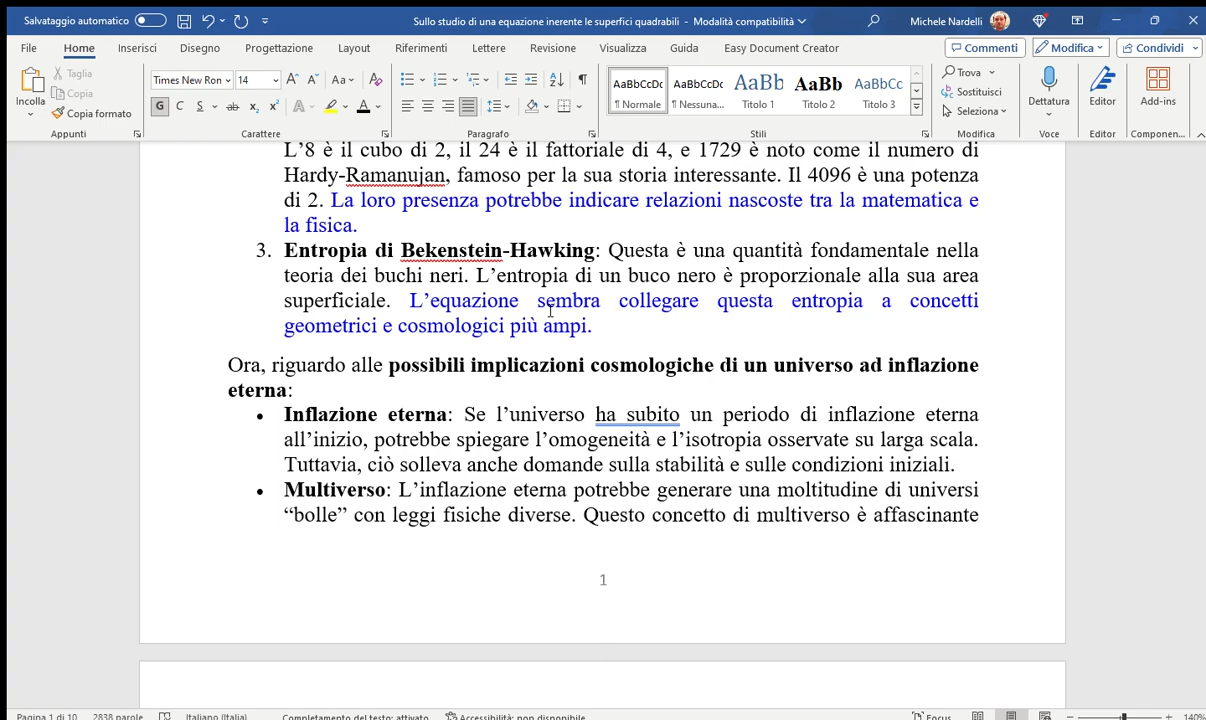 Salvataggio automatico
Sullo studio di una equazione inerente le superfici quadrabili - Modalità compatibilità
Michele Nardelli
File Home Inserisci Disegno Progettazione Layout Riferimenti Lettere Revisione Visualizza Guida Easy Document Creator Commenti Modifica Condividi
Incolla
Taglia
Copia
Copia formato
Appunti
Times New Ron 14
G C S ab x₂ x²
Carattere
Paragrafo
AaBbCcDc AaBbCcDc AaBb AaBb AaBbCc
¶ Normale ¶ Nessuna... Titolo 1 Titolo 2 Titolo 3
Stili
Trova
Sostituisci
Seleziona
Modifica
Dettatura
Voce
Editor
Editor
Add-ins
Componen...
L'8 è il cubo di 2, il 24 è il fattoriale di 4, e 1729 è noto come il numero di
Hardy-Ramanujan, famoso per la sua storia interessante. Il 4096 è una potenza
di 2. La loro presenza potrebbe indicare relazioni nascoste tra la matematica e
la fisica.
3. Entropia di Bekenstein-Hawking: Questa è una quantità fondamentale nella
teoria dei buchi neri. L'entropia di un buco nero è proporzionale alla sua area
superficiale. L'equazione sembra collegare questa entropia a concetti
geometrici e cosmologici più ampi.
Ora, riguardo alle possibili implicazioni cosmologiche di un universo ad inflazione
eterna:
• Inflazione eterna: Se l'universo ha subito un periodo di inflazione eterna
all'inizio, potrebbe spiegare l'omogeneità e l'isotropia osservate su larga scala.
Tuttavia, ciò solleva anche domande sulla stabilità e sulle condizioni iniziali.
• Multiverso: L'inflazione eterna potrebbe generare una moltitudine di universi
“bolle” con leggi fisiche diverse. Questo concetto di multiverso è affascinante
1
Pagina 1 di 10 2838 parole Italiano (Italia) Completamento del testo: attivato Accessibilità: non disponibile Focus 140%